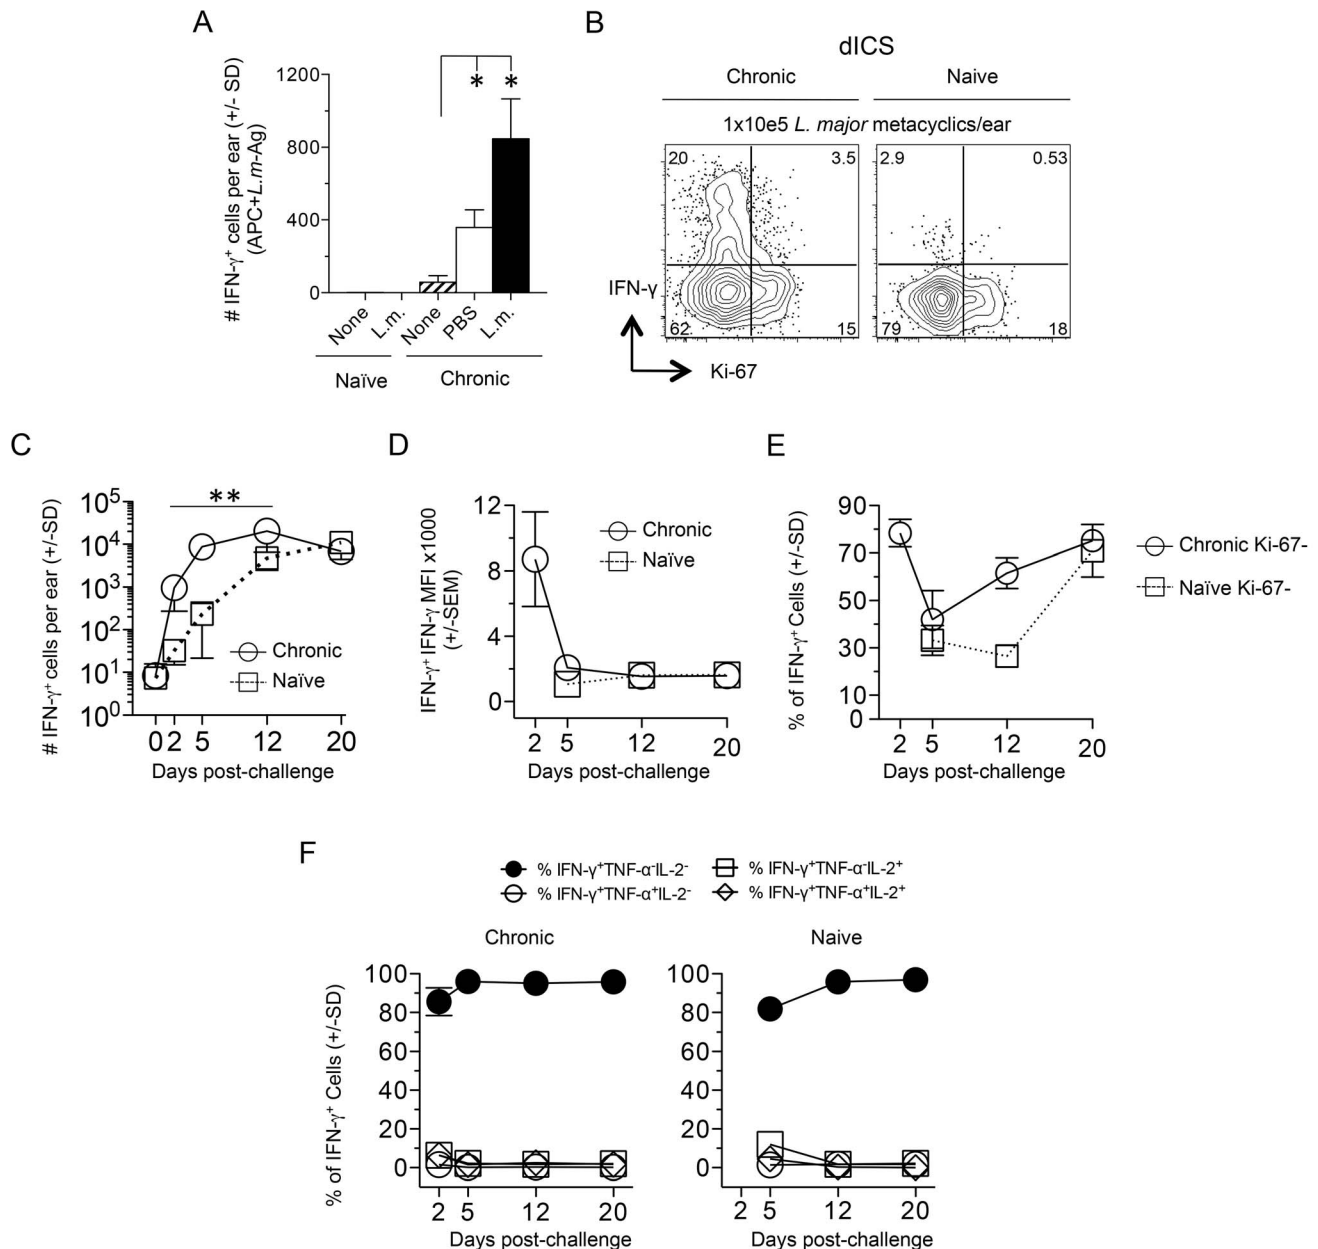 A
# IFN-γ+ cells per ear (+/- SD)
(APC+L.m-Ag)
1200
800
400
0
*
*
None
L.m.
None
PBS
L.m.
Naïve
Chronic
B
dICS
Chronic
Naive
1x10e5 L. major metacyclics/ear
20
3.5
62
15
2.9
0.53
79
18
IFN-γ
Ki-67
C
# IFN-γ+ cells per ear (+/-SD)
10^5
10^4
10^3
10^2
10^1
10^0
**
Chronic
Naïve
0 2 5 12 20
Days post-challenge
D
IFN-γ+ IFN-γ MFI x1000
(+/-SEM)
12
8
4
0
Chronic
Naïve
2 5 12 20
Days post-challenge
E
% of IFN-γ+ Cells (+/-SD)
90
70
50
30
10
0
Chronic Ki-67-
Naïve Ki-67-
2 5 12 20
Days post-challenge
F
% IFN-γ+TNF-α-IL-2-
% IFN-γ+TNF-α-IL-2+
% IFN-γ+TNF-α+IL-2-
% IFN-γ+TNF-α+IL-2+
Chronic
Naive
% of IFN-γ+ Cells (+/-SD)
100
80
60
40
20
0
2 5 12 20
Days post-challenge
100
80
60
40
20
0
2 5 12 20
Days post-challenge